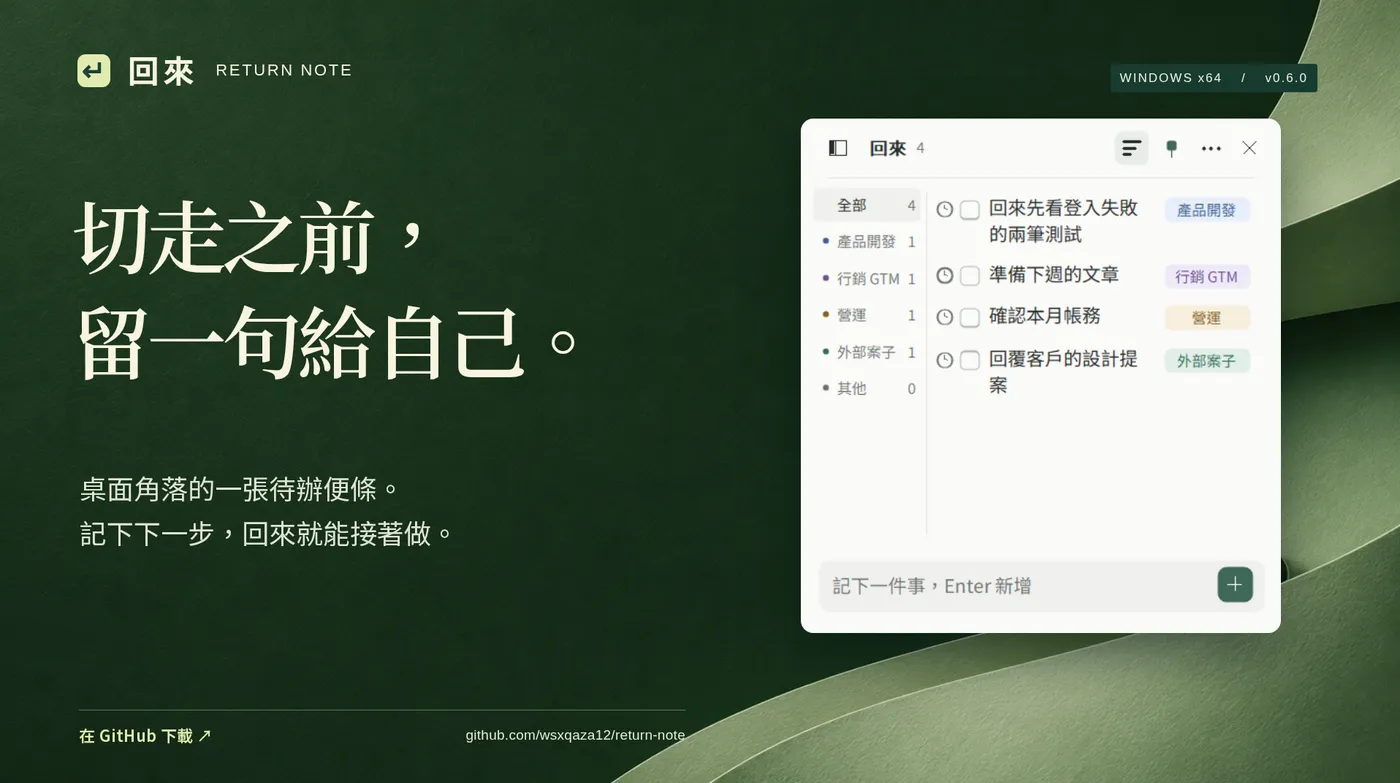 回來 RETURN NOTE
WINDOWS x64 / v0.6.0
切走之前，
留一句給自己。
桌面角落的一張待辦便條。
記下下一步，回來就能接著做。
在 GitHub 下載 ↗
github.com/wsxqaza12/return-note
回來 4
全部 4
產品開發 1
行銷 GTM 1
營運 1
外部案子 1
其他 0
回來先看登入失敗
的兩筆測試
產品開發
準備下週的文章
行銷 GTM
確認本月帳務
營運
回覆客戶的設計提
案
外部案子
記下一件事，Enter 新增